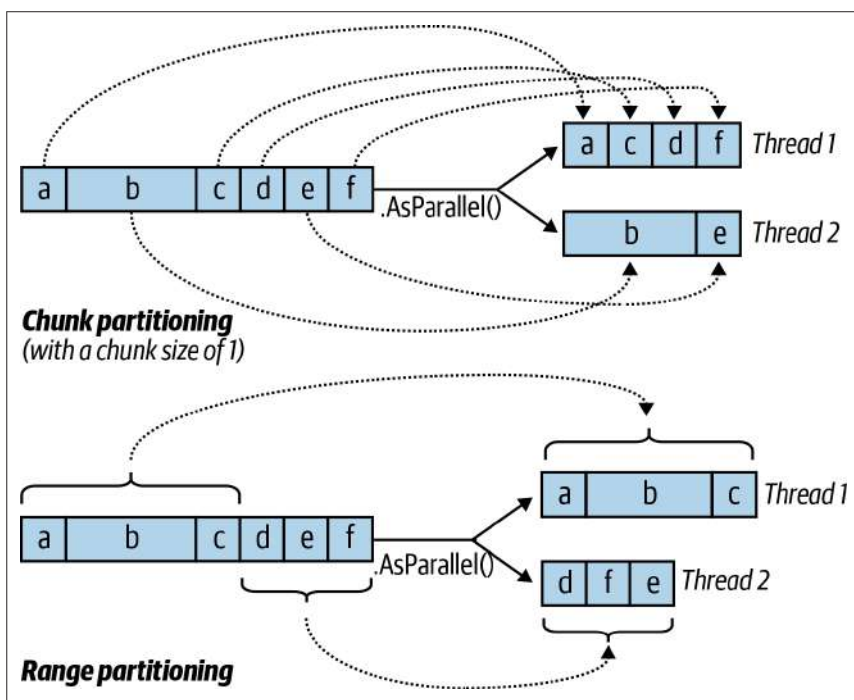 a c d f Thread 1
a b c d e f
.AsParallel()
b e Thread 2
Chunk partitioning
(with a chunk size of 1)
a b c Thread 1
a b c d e f
.AsParallel()
d f e Thread 2
Range partitioning